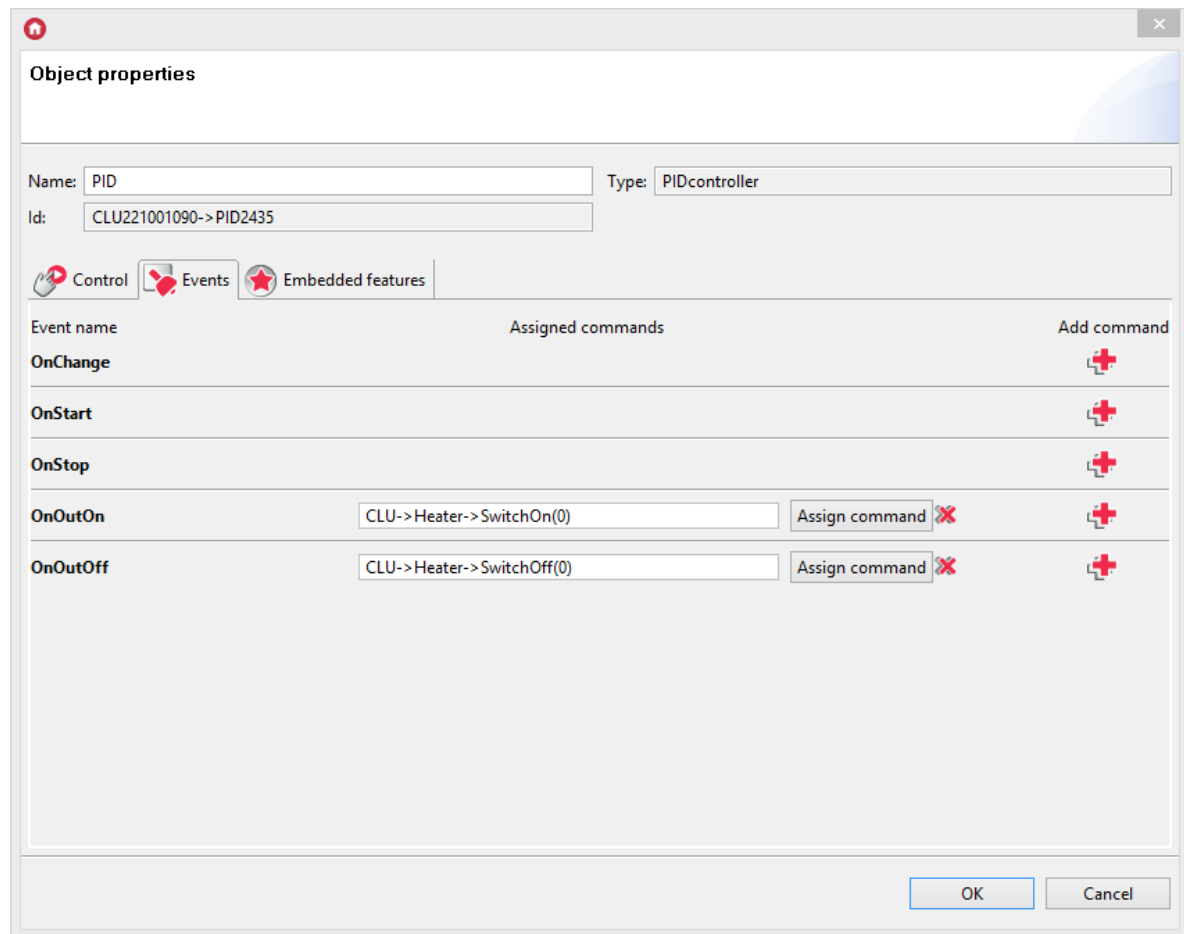 Object properties
Name: PID Type: PIDcontroller
Id: CLU221001090->PID2435
Control Events Embedded features
Event name Assigned commands Add command
OnChange
OnStart
OnStop
OnOutOn CLU->Heater->SwitchOn(0) Assign command
OnOutOff CLU->Heater->SwitchOff(0) Assign command
OK Cancel